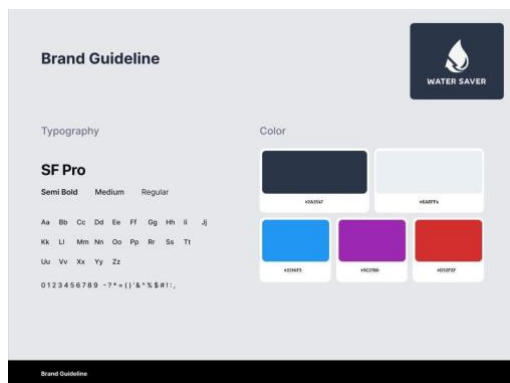 Brand Guideline
WATER SAVER
Typography
Color
SF Pro
Semi Bold Medium Regular
Aa Bb Cc Dd Ee Ff Gg Hh Ii Jj
Kk Ll Mm Nn Oo Pp Rr Ss Tt
Uu Vv Xx Yy Zz
Brand Guideline